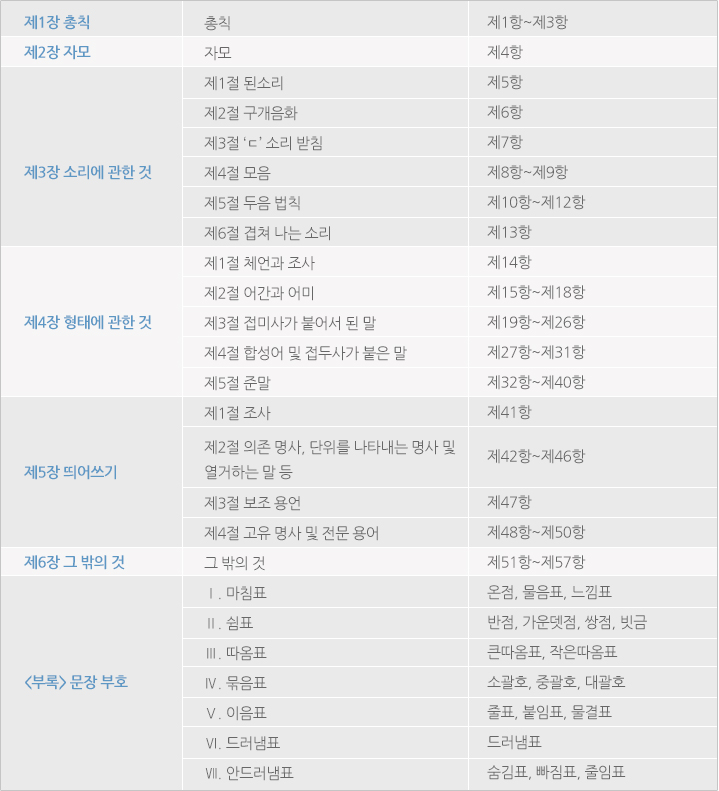 제1장 총칙
총칙
제1항~제3항
제2장 자모
자모
제4항
제3장 소리에 관한 것
제1절 된소리
제5항
제2절 구개음화
제6항
제3절 ‘ㄷ’ 소리 받침
제7항
제4절 모음
제8항~제9항
제5절 두음 법칙
제10항~제12항
제6절 겹쳐 나는 소리
제13항
제4장 형태에 관한 것
제1절 체언과 조사
제14항
제2절 어간과 어미
제15항~제18항
제3절 접미사가 붙어서 된 말
제19항~제26항
제4절 합성어 및 접두사가 붙은 말
제27항~제31항
제5절 준말
제32항~제40항
제5장 띄어쓰기
제1절 조사
제41항
제2절 의존 명사, 단위를 나타내는 명사 및
열거하는 말 등
제42항~제46항
제3절 보조 용언
제47항
제4절 고유 명사 및 전문 용어
제48항~제50항
제6장 그 밖의 것
그 밖의 것
제51항~제57항
<부록> 문장 부호
Ⅰ. 마침표
온점, 물음표, 느낌표
Ⅱ. 쉼표
반점, 가운뎃점, 쌍점, 빗금
Ⅲ. 따옴표
큰따옴표, 작은따옴표
Ⅳ. 묶음표
소괄호, 중괄호, 대괄호
Ⅴ. 이음표
줄표, 붙임표, 물결표
Ⅵ. 드러냄표
드러냄표
Ⅶ. 안드러냄표
숨김표, 빠짐표, 줄임표